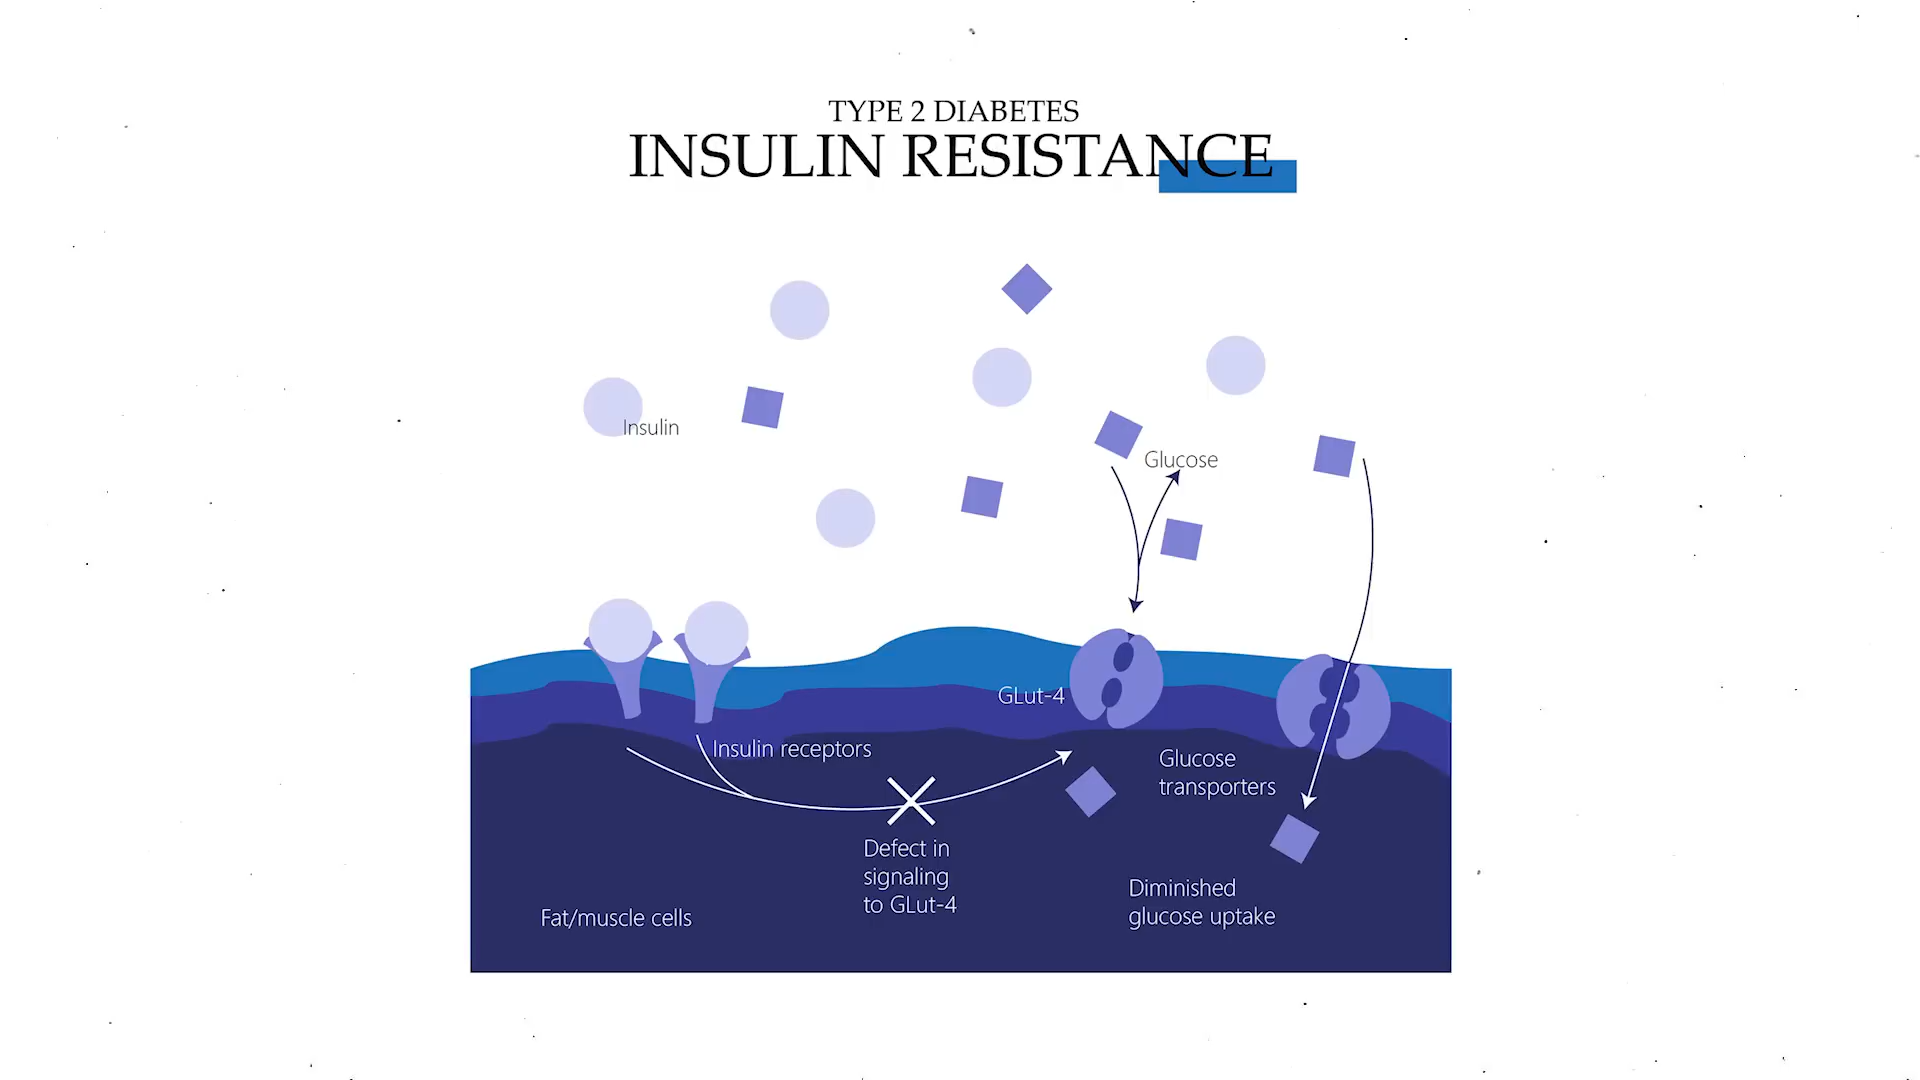 TYPE 2 DIABETES
INSULIN RESISTANCE
Insulin
Glucose
GLut-4
Insulin receptors
Glucose
transporters
Defect in
signaling
to GLut-4
Diminished
glucose uptake
Fat/muscle cells